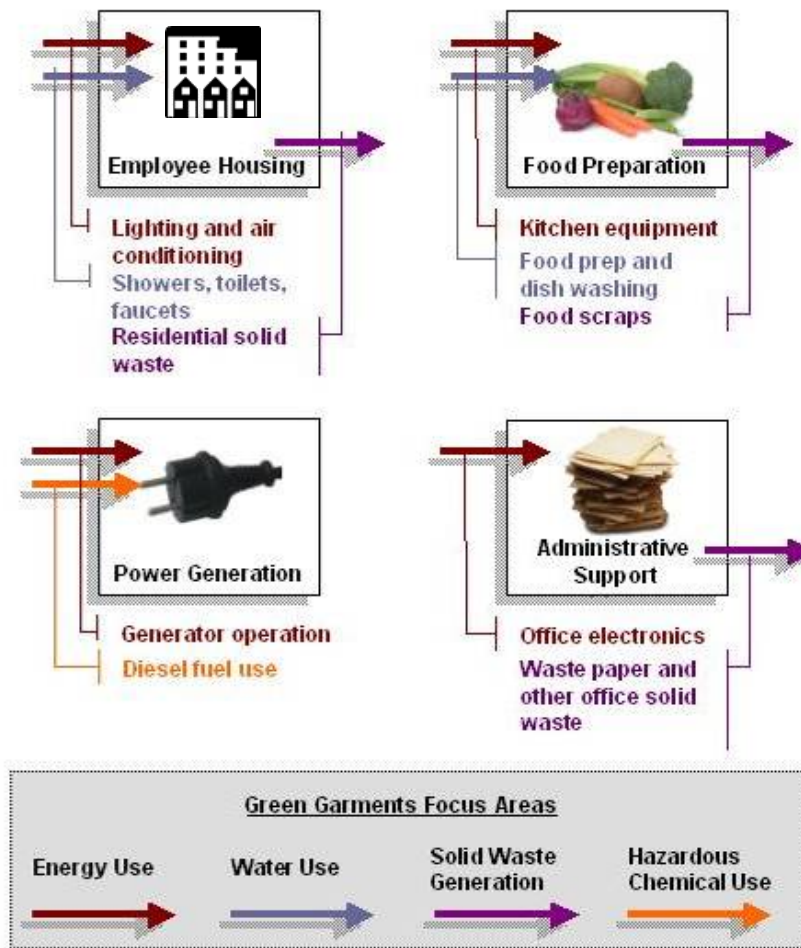 Employee Housing
Lighting and air
conditioning
Showers, toilets,
faucets
Residential solid
waste
Food Preparation
Kitchen equipment
Food prep and
dish washing
Food scraps
Power Generation
Generator operation
Diesel fuel use
Administrative
Support
Office electronics
Waste paper and
other office solid
waste
Green Garments Focus Areas
Energy Use
Water Use
Solid Waste
Generation
Hazardous
Chemical Use